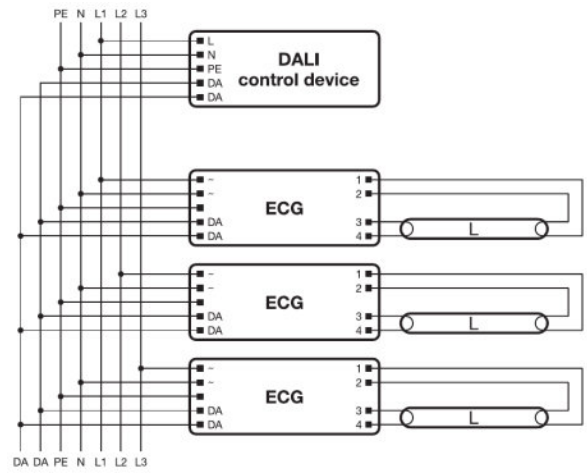 PE N L1 L2 L3
L
N
PE
DA
DA
DALI
control device
~
~
DA
DA
ECG
1
2
3
4
L
~
~
DA
DA
ECG
1
2
3
4
L
~
~
DA
DA
ECG
1
2
3
4
L
DA DA PE N L1 L2 L3